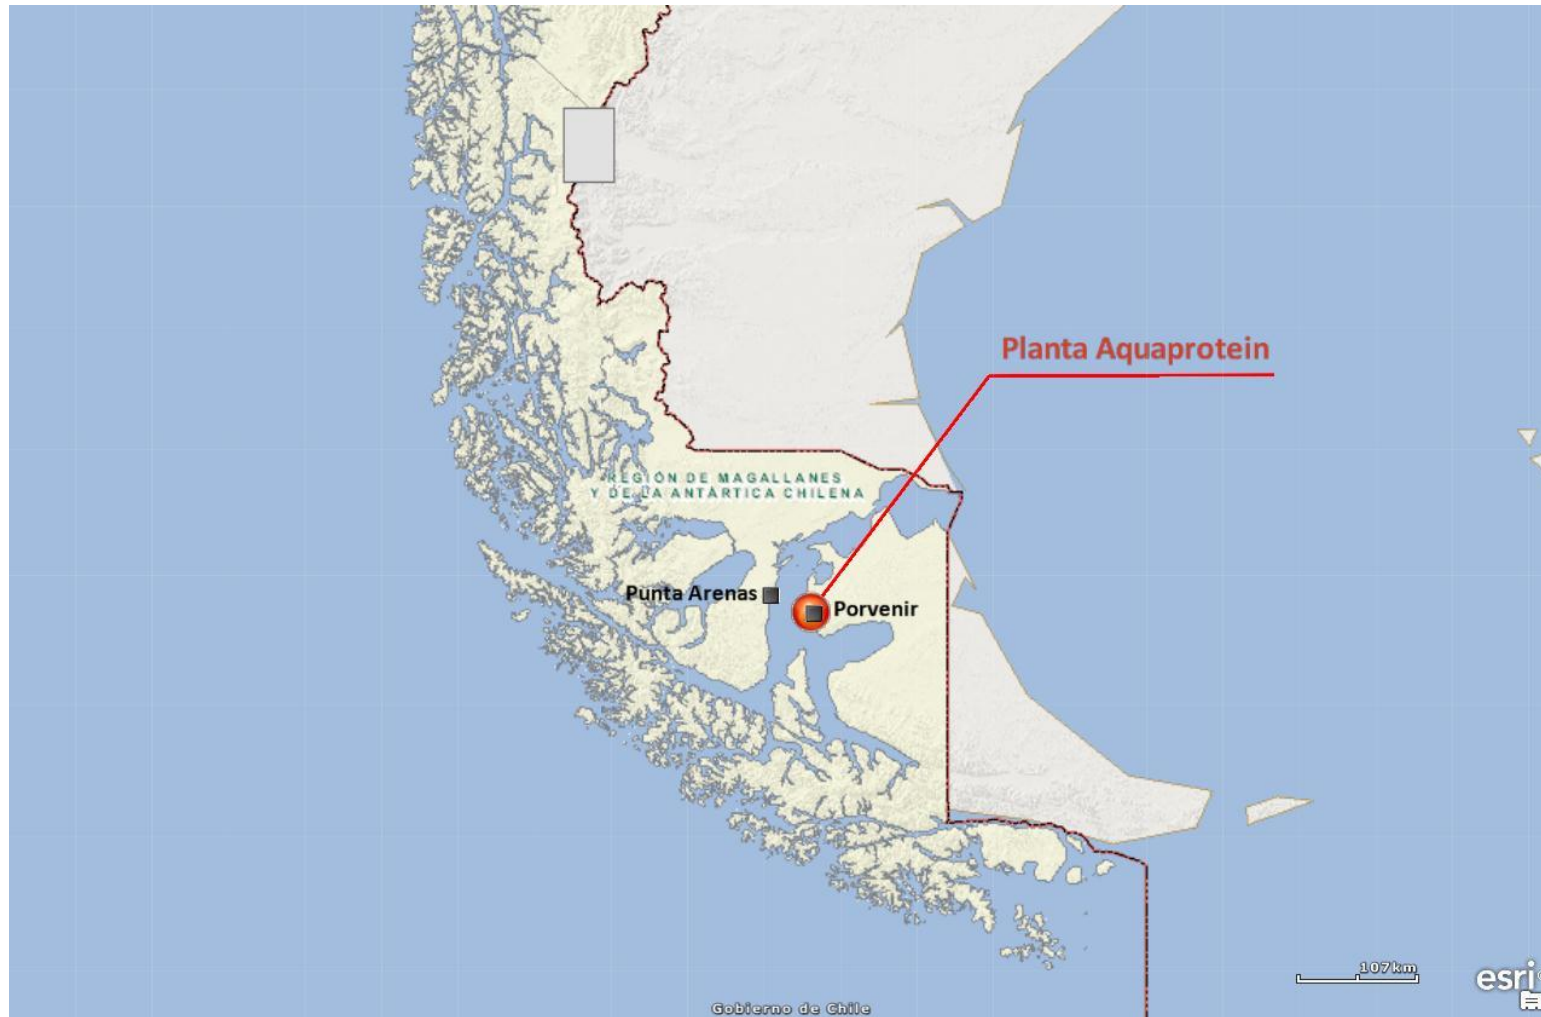 Planta Aquaprotein
REGIÓN DE MAGALLANES
Y DE LA ANTÁRTICA CHILENA
Punta Arenas
Porvenir
107km
esri
Gobierno de Chile